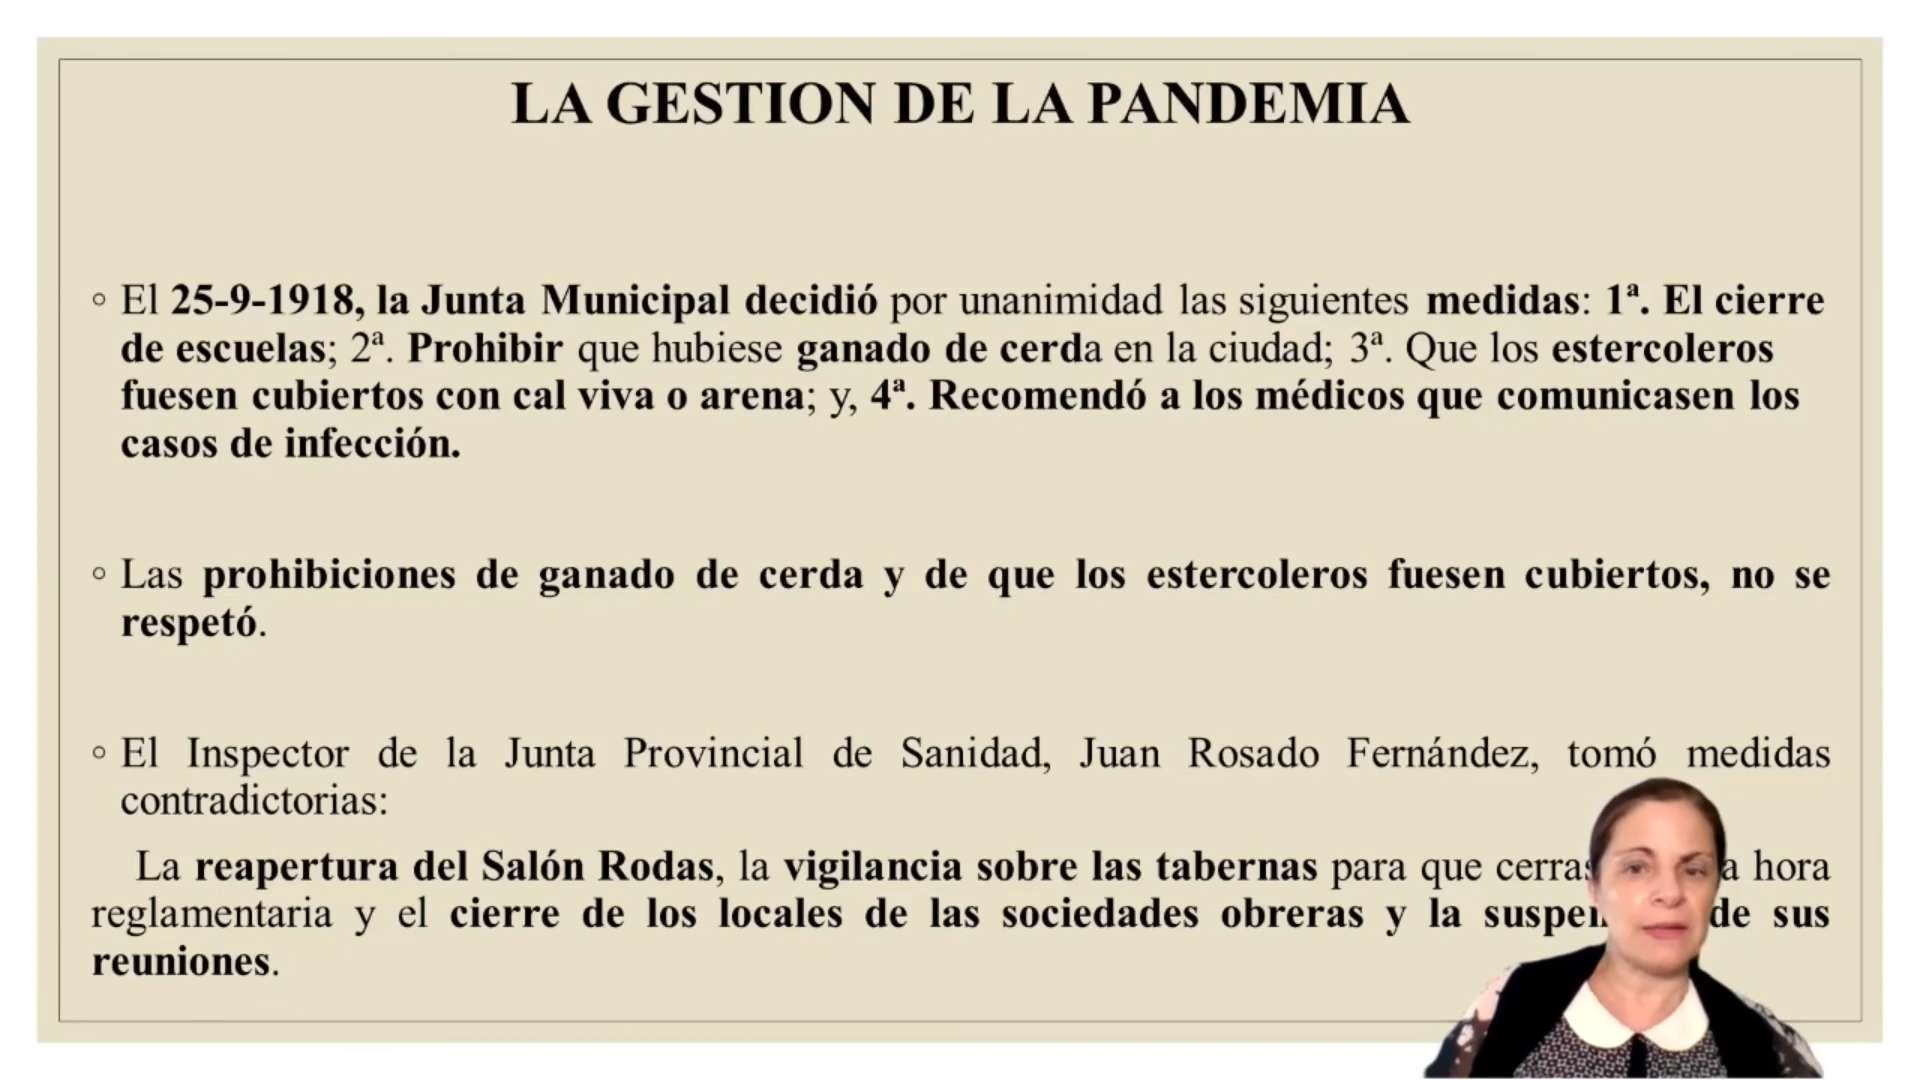 LA GESTION DE LA PANDEMIA
◦ El 25-9-1918, la Junta Municipal decidió por unanimidad las siguientes medidas: 1ª. El cierre
de escuelas; 2ª. Prohibir que hubiese ganado de cerda en la ciudad; 3ª. Que los estercoleros
fuesen cubiertos con cal viva o arena; y, 4ª. Recomendó a los médicos que comunicasen los
casos de infección.
◦ Las prohibiciones de ganado de cerda y de que los estercoleros fuesen cubiertos, no se
respetó.
◦ El Inspector de la Junta Provincial de Sanidad, Juan Rosado Fernández, tomó medidas
contradictorias:
La reapertura del Salón Rodas, la vigilancia sobre las tabernas para que hora
reglamentaria y el cierre de los locales de las sociedades obreras y la de sus
reuniones.